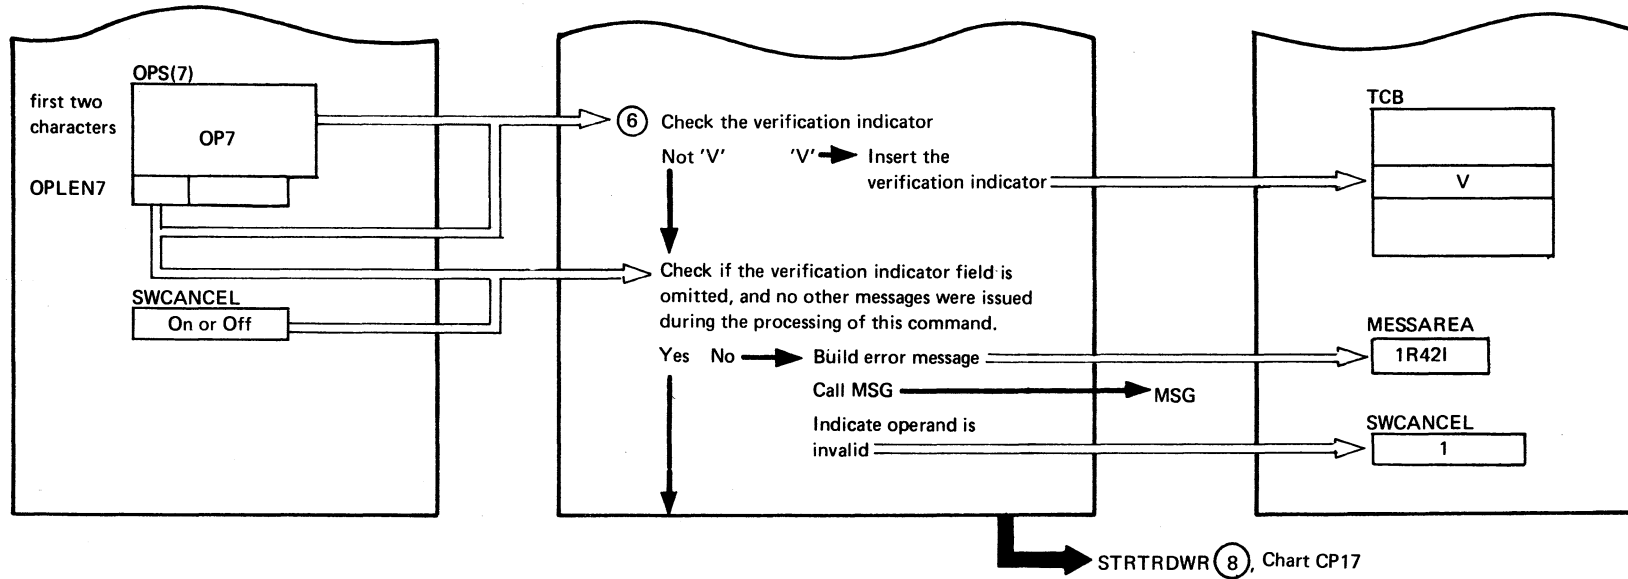 OPS(7)
first two
characters
OP7
OPLEN7
SWCANCEL
On or Off
6 Check the verification indicator
Not 'V' 'V' Insert the
verification indicator
Check if the verification indicator field is
omitted, and no other messages were issued
during the processing of this command.
Yes No Build error message
Call MSG MSG
Indicate operand is
invalid
TCB
V
MESSAREA
1R42I
SWCANCEL
1
STRTRDWR 8, Chart CP17